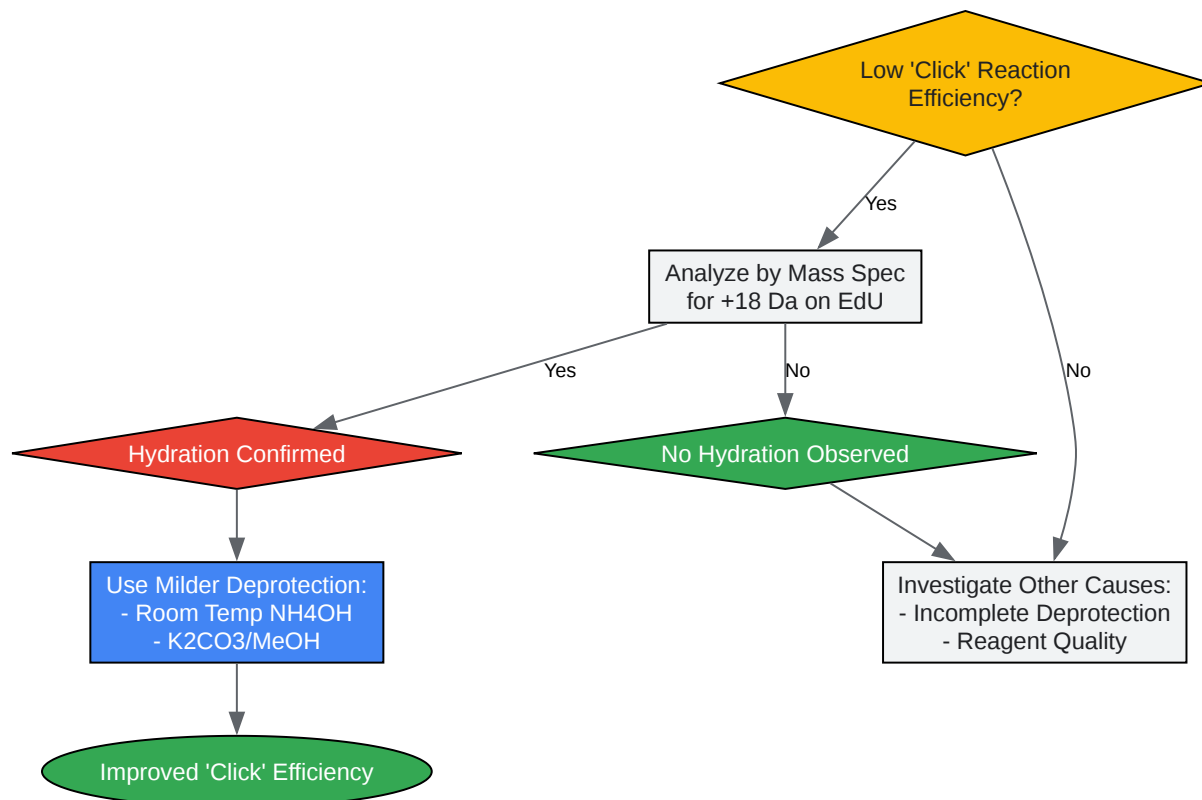 Low 'Click' Reaction
Efficiency?
Yes
Analyze by Mass Spec
for +18 Da on EdU
Yes
No
No
Hydration Confirmed
No Hydration Observed
Use Milder Deprotection:
- Room Temp NH4OH
- K2CO3/MeOH
Investigate Other Causes:
- Incomplete Deprotection
- Reagent Quality
Improved 'Click' Efficiency